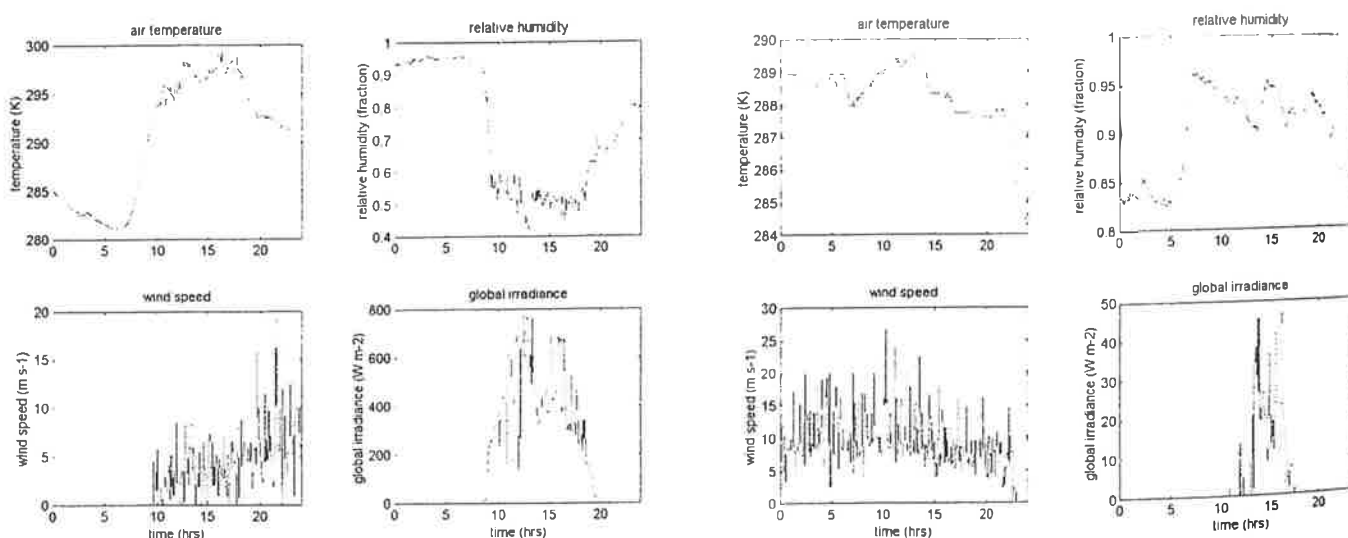 air temperature
temperature (K)
300
295
290
285
280
0 5 10 15 20
relative humidity
relative humidity (fraction)
1
0.9
0.8
0.7
0.6
0.5
0.4
0 5 10 15 20
air temperature
temperature (K)
290
289
288
287
286
285
284
0 5 10 15 20
relative humidity
relative humidity (fraction)
1
0.95
0.9
0.85
0.8
0 5 10 15 20
wind speed
wind speed (m s-1)
20
15
10
5
0
0 5 10 15 20
time (hrs)
global irradiance
global irradiance (W m-2)
800
600
400
200
0
0 5 10 15 20
time (hrs)
wind speed
wind speed (m s-1)
30
25
20
15
10
5
0
0 5 10 15 20
time (hrs)
global irradiance
global irradiance (W m-2)
50
40
30
20
10
0
0 5 10 15 20
time (hrs)